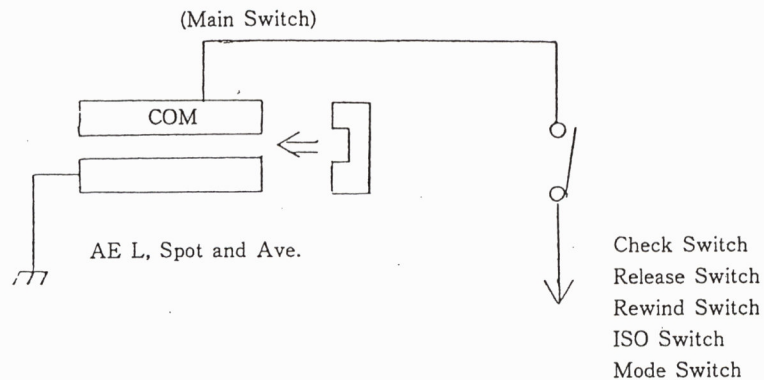 (Main Switch)
COM
AE L, Spot and Ave.
Check Switch
Release Switch
Rewind Switch
ISO Switch
Mode Switch